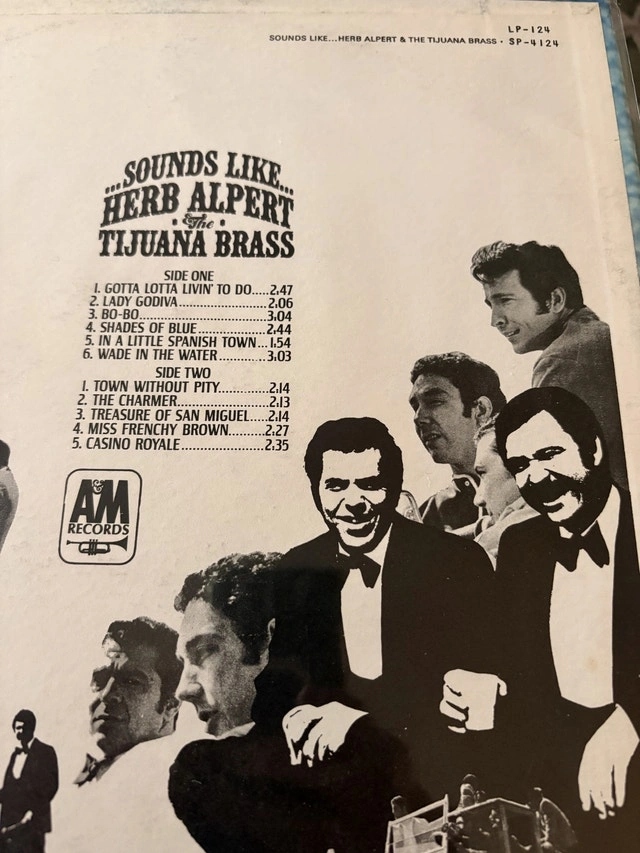 LP-124
SOUNDS LIKE...HERB ALPERT & THE TIJUANA BRASS • SP-4124
...SOUNDS LIKE...
HERB ALPERT
& The
TIJUANA BRASS
SIDE ONE
1. GOTTA LOTTA LIVIN' TO DO.....2:47
2. LADY GODIVA..................2:06
3. BO-BO...........................3:04
4. SHADES OF BLUE..............2:44
5. IN A LITTLE SPANISH TOWN...1:54
6. WADE IN THE WATER...........3:03
SIDE TWO
1. TOWN WITHOUT PITY...........2:14
2. THE CHARMER..................2:13
3. TREASURE OF SAN MIGUEL....2:14
4. MISS FRENCHY BROWN........2:27
5. CASINO ROYALE................2:35
A&M
RECORDS